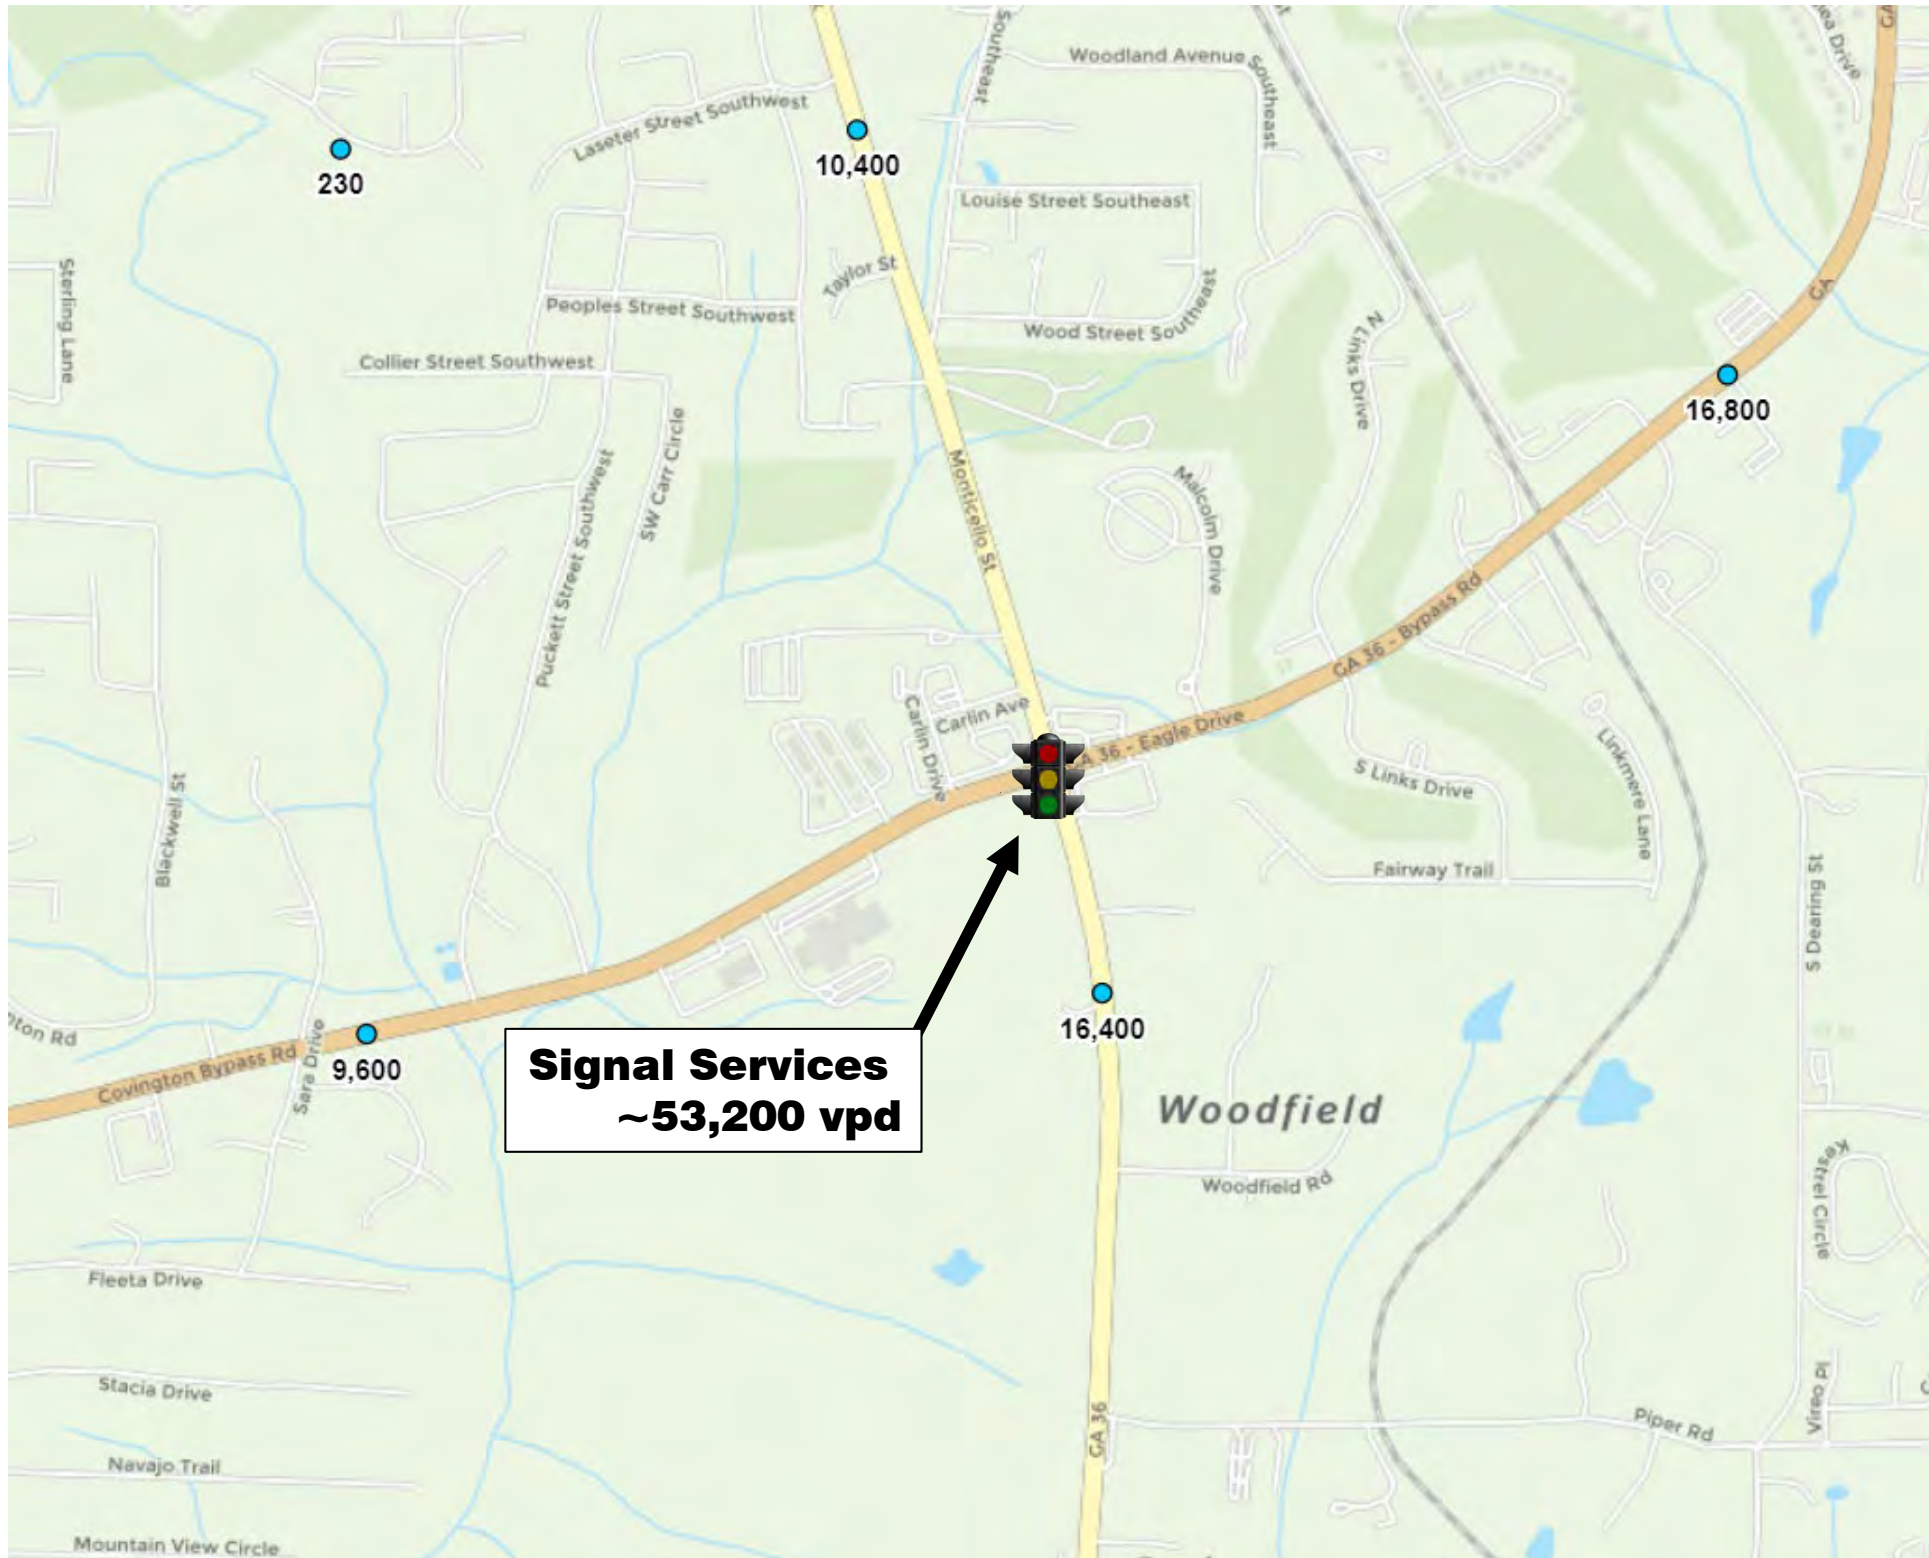 Southeast
Woodland Avenue Southeast
Laseter Street Southwest
230
10,400
Louise Street Southeast
Sterling Lane
Taylor St
GA
Peoples Street Southwest
Wood Street Southeast
N Links Drive
Collier Street Southwest
16,800
SW Carr Circle
Monticello St
Malcolm Drive
Puckett Street Southwest
GA 36 - Bypass Rd
Carlin Ave
Carlin Drive
A 36 - Eagle Drive
Linkmere Lane
S Links Drive
Blackwell St
Fairway Trail
S Dearing St
16,400
Sara Drive
Covington Bypass Rd
9,600
Signal Services
~53,200 vpd
Woodfield
Woodfield Rd
Kestrel Circle
Fleeta Drive
Stacia Drive
Vireo Pl
GA 36
Piper Rd
Navajo Trail
Mountain View Circle